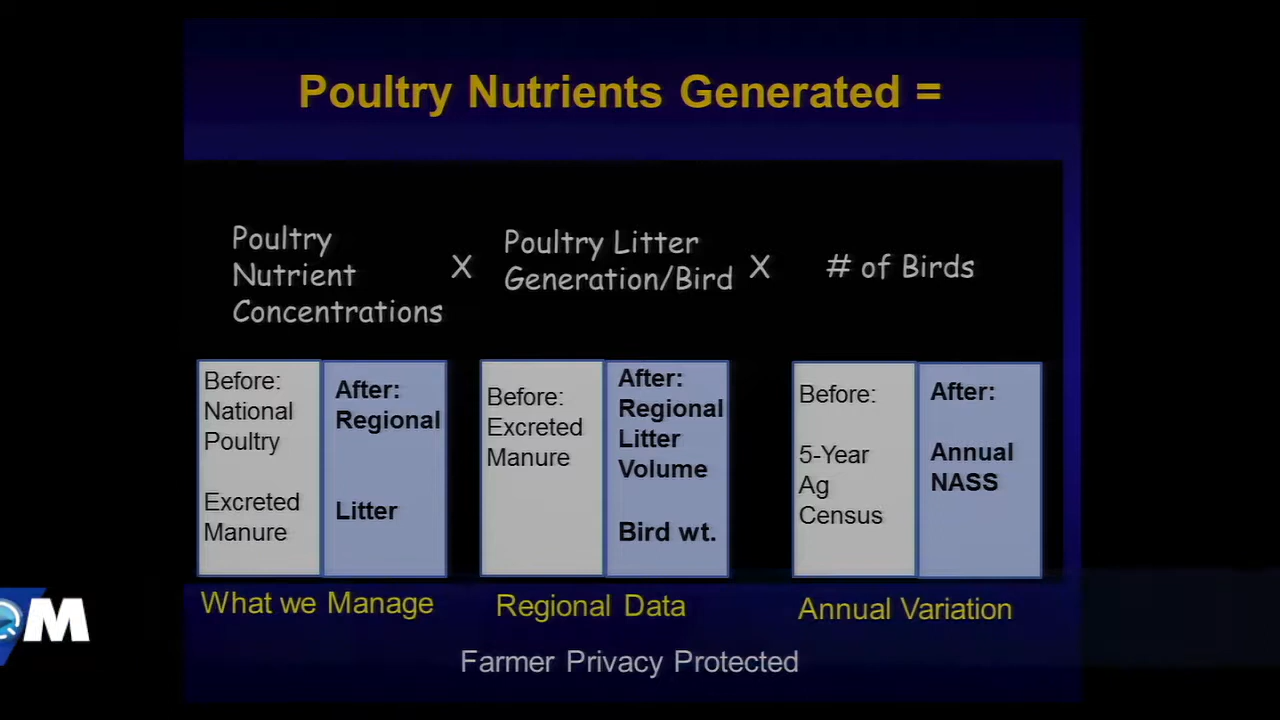 Poultry Nutrients Generated =
Poultry
Nutrient
Concentrations
X
Poultry Litter
Generation/Bird
X
# of Birds
Before:
National
Poultry
Excreted
Manure
After:
Regional
Litter
Before:
Excreted
Manure
After:
Regional
Litter
Volume
Bird wt.
Before:
5-Year
Ag
Census
After:
Annual
NASS
What we Manage
Regional Data
Annual Variation
Farmer Privacy Protected
M